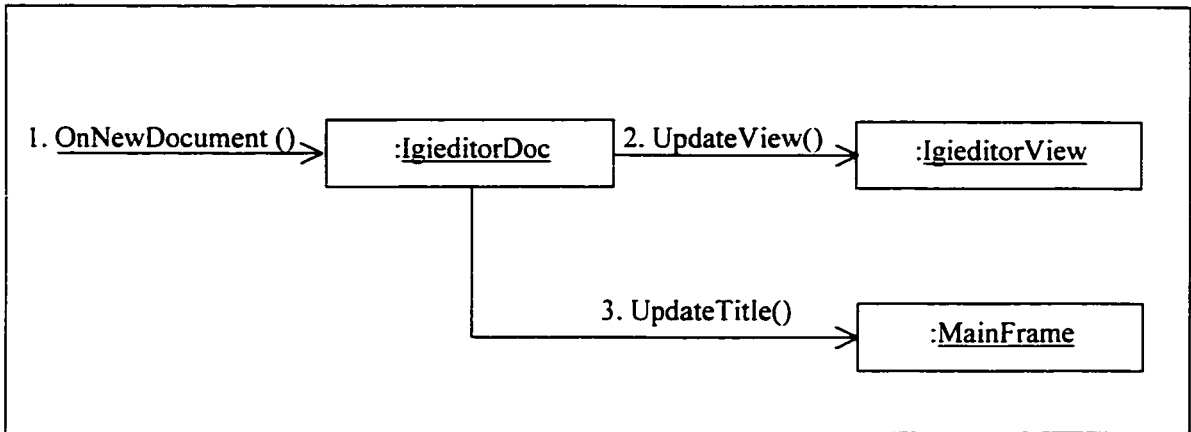 1. OnNewDocument ()
:IgieditorDoc
2. UpdateView()
:IgieditorView
3. UpdateTitle()
:MainFrame